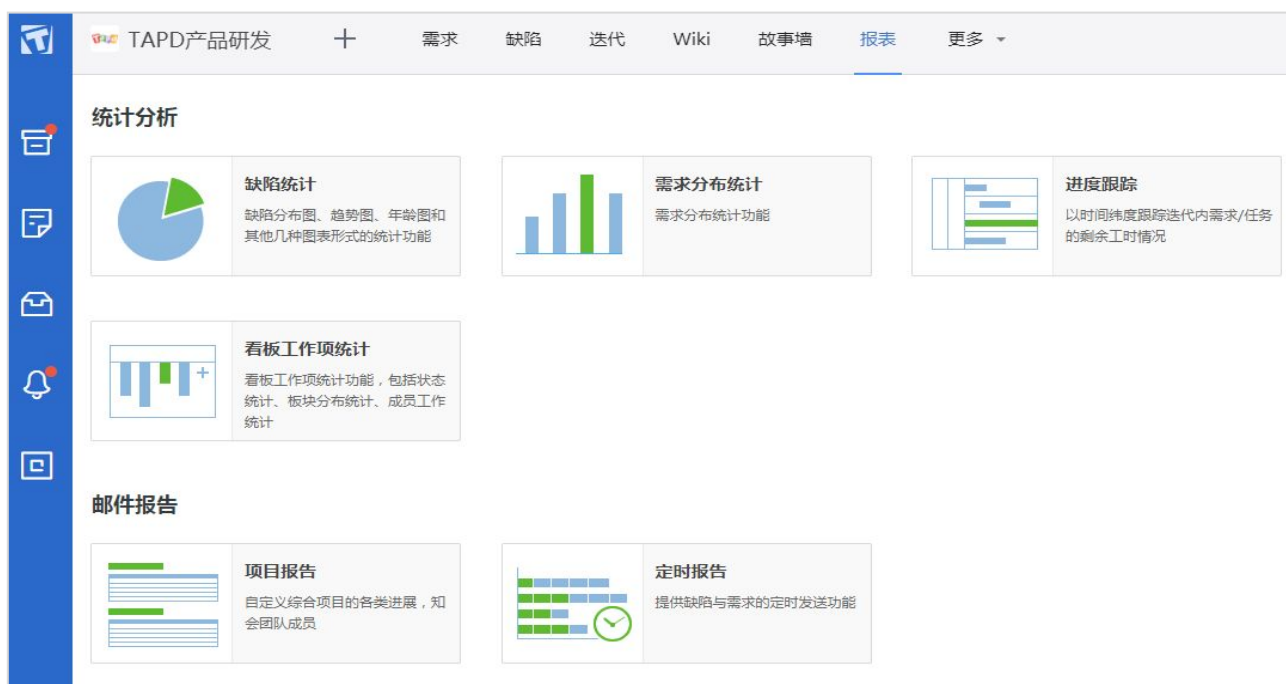 TAPD产品研发 + 需求 缺陷 迭代 Wiki 故事墙 报表 更多
统计分析
缺陷统计
缺陷分布图、趋势图、年龄图和
其他几种图表形式的统计功能
需求分布统计
需求分布统计功能
进度跟踪
以时间纬度跟踪迭代内需求/任务
的剩余工时情况
看板工作项统计
看板工作项统计功能，包括状态
统计、板块分布统计、成员工作
统计
邮件报告
项目报告
自定义综合项目的各类进展，知
会团队成员
定时报告
提供缺陷与需求的定时发送功能